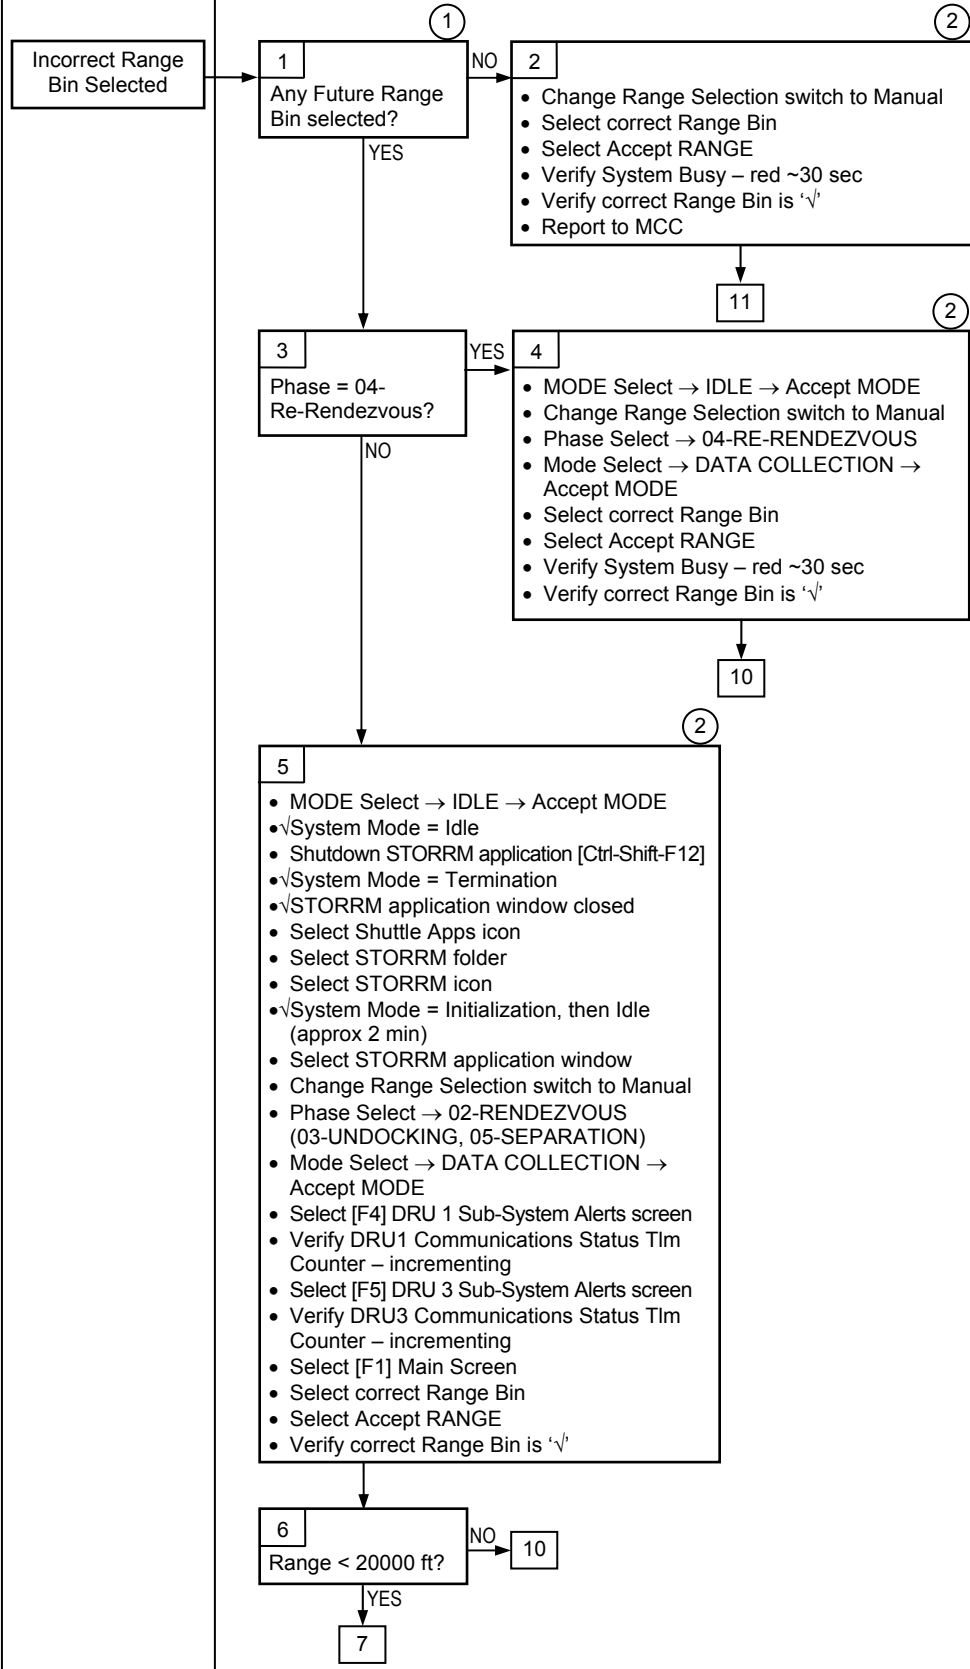 1
2
Incorrect Range
Bin Selected
1
Any Future Range
Bin selected?
NO
YES
2
• Change Range Selection switch to Manual
• Select correct Range Bin
• Select Accept RANGE
• Verify System Busy – red ~30 sec
• Verify correct Range Bin is ‘√’
• Report to MCC
11
2
3
Phase = 04-
Re-Rendezvous?
YES
NO
4
• MODE Select → IDLE → Accept MODE
• Change Range Selection switch to Manual
• Phase Select → 04-RE-RENDEZVOUS
• Mode Select → DATA COLLECTION →
Accept MODE
• Select correct Range Bin
• Select Accept RANGE
• Verify System Busy – red ~30 sec
• Verify correct Range Bin is ‘√’
10
2
5
• MODE Select → IDLE → Accept MODE
•√System Mode = Idle
• Shutdown STORRM application [Ctrl-Shift-F12]
•√System Mode = Termination
•√STORRM application window closed
• Select Shuttle Apps icon
• Select STORRM folder
• Select STORRM icon
•√System Mode = Initialization, then Idle
(approx 2 min)
• Select STORRM application window
• Change Range Selection switch to Manual
• Phase Select → 02-RENDEZVOUS
(03-UNDOCKING, 05-SEPARATION)
• Mode Select → DATA COLLECTION →
Accept MODE
• Select [F4] DRU 1 Sub-System Alerts screen
• Verify DRU1 Communications Status Tlm
Counter – incrementing
• Select [F5] DRU 3 Sub-System Alerts screen
• Verify DRU3 Communications Status Tlm
Counter – incrementing
• Select [F1] Main Screen
• Select correct Range Bin
• Select Accept RANGE
• Verify correct Range Bin is ‘√’
6
Range < 20000 ft?
NO
10
YES
7